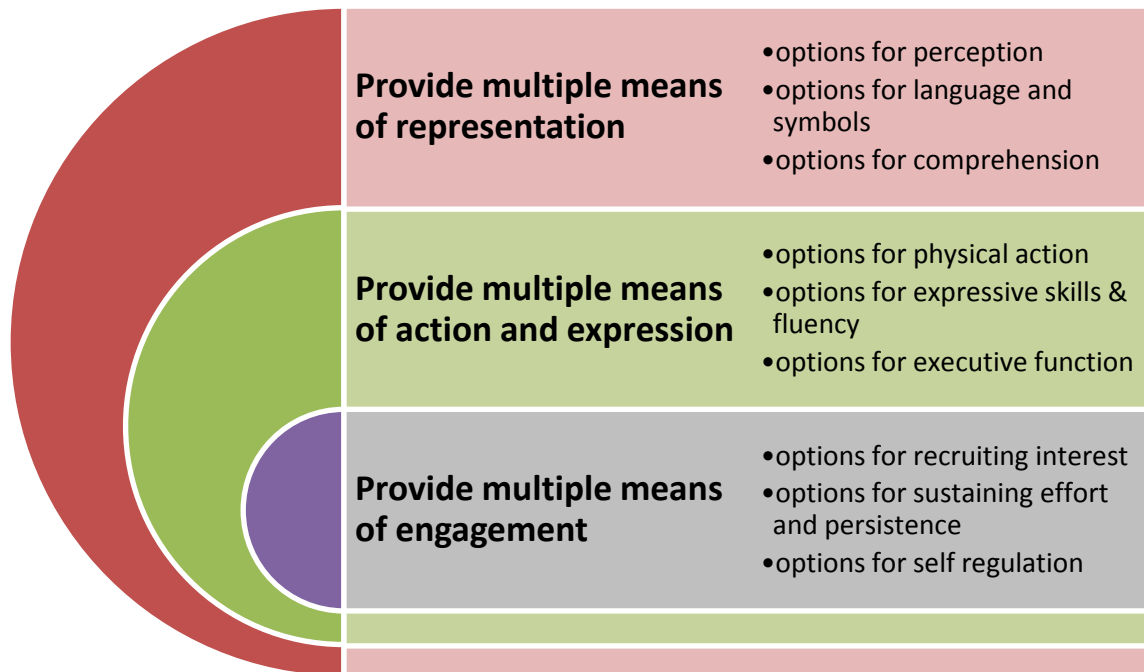 Provide multiple means
of representation
•options for perception
•options for language and
symbols
•options for comprehension
Provide multiple means
of action and expression
•options for physical action
•options for expressive skills &
fluency
•options for executive function
Provide multiple means
of engagement
•options for recruiting interest
•options for sustaining effort
and persistence
•options for self regulation